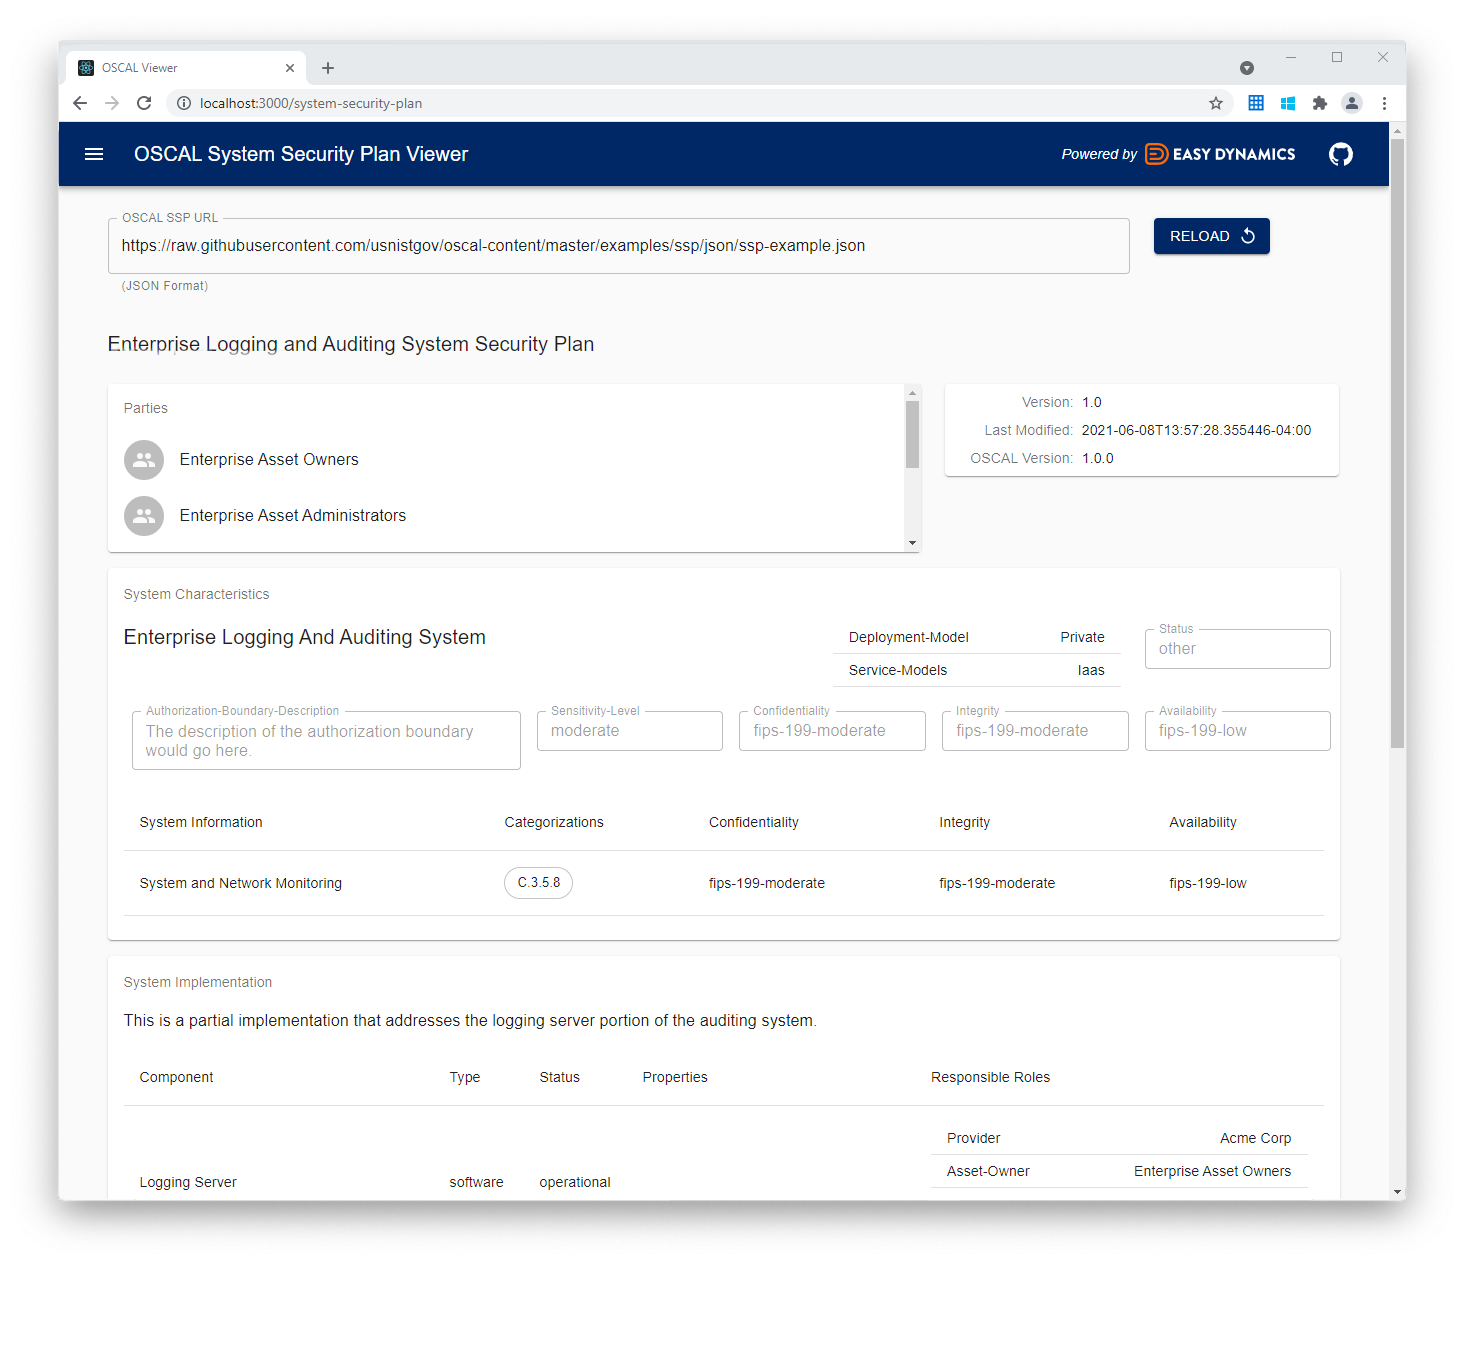 OSCAL Viewer
localhost:3000/system-security-plan
OSCAL System Security Plan Viewer
Powered by EASY DYNAMICS
OSCAL SSP URL
https://raw.githubusercontent.com/usnistgov/oscal-content/master/examples/ssp/json/ssp-example.json
RELOAD
(JSON Format)
Enterprise Logging and Auditing System Security Plan
Parties
Enterprise Asset Owners
Enterprise Asset Administrators
Version: 1.0
Last Modified: 2021-06-08T13:57:28.355446-04:00
OSCAL Version: 1.0.0
System Characteristics
Enterprise Logging And Auditing System
Deployment-Model Private
Service-Models Iaas
Status
other
Authorization-Boundary-Description
The description of the authorization boundary
would go here.
Sensitivity-Level
moderate
Confidentiality
fips-199-moderate
Integrity
fips-199-moderate
Availability
fips-199-low
System Information Categorizations Confidentiality Integrity Availability
System and Network Monitoring C.3.5.8 fips-199-moderate fips-199-moderate fips-199-low
System Implementation
This is a partial implementation that addresses the logging server portion of the auditing system.
Component Type Status Properties Responsible Roles
Provider Acme Corp
Asset-Owner Enterprise Asset Owners
Logging Server software operational